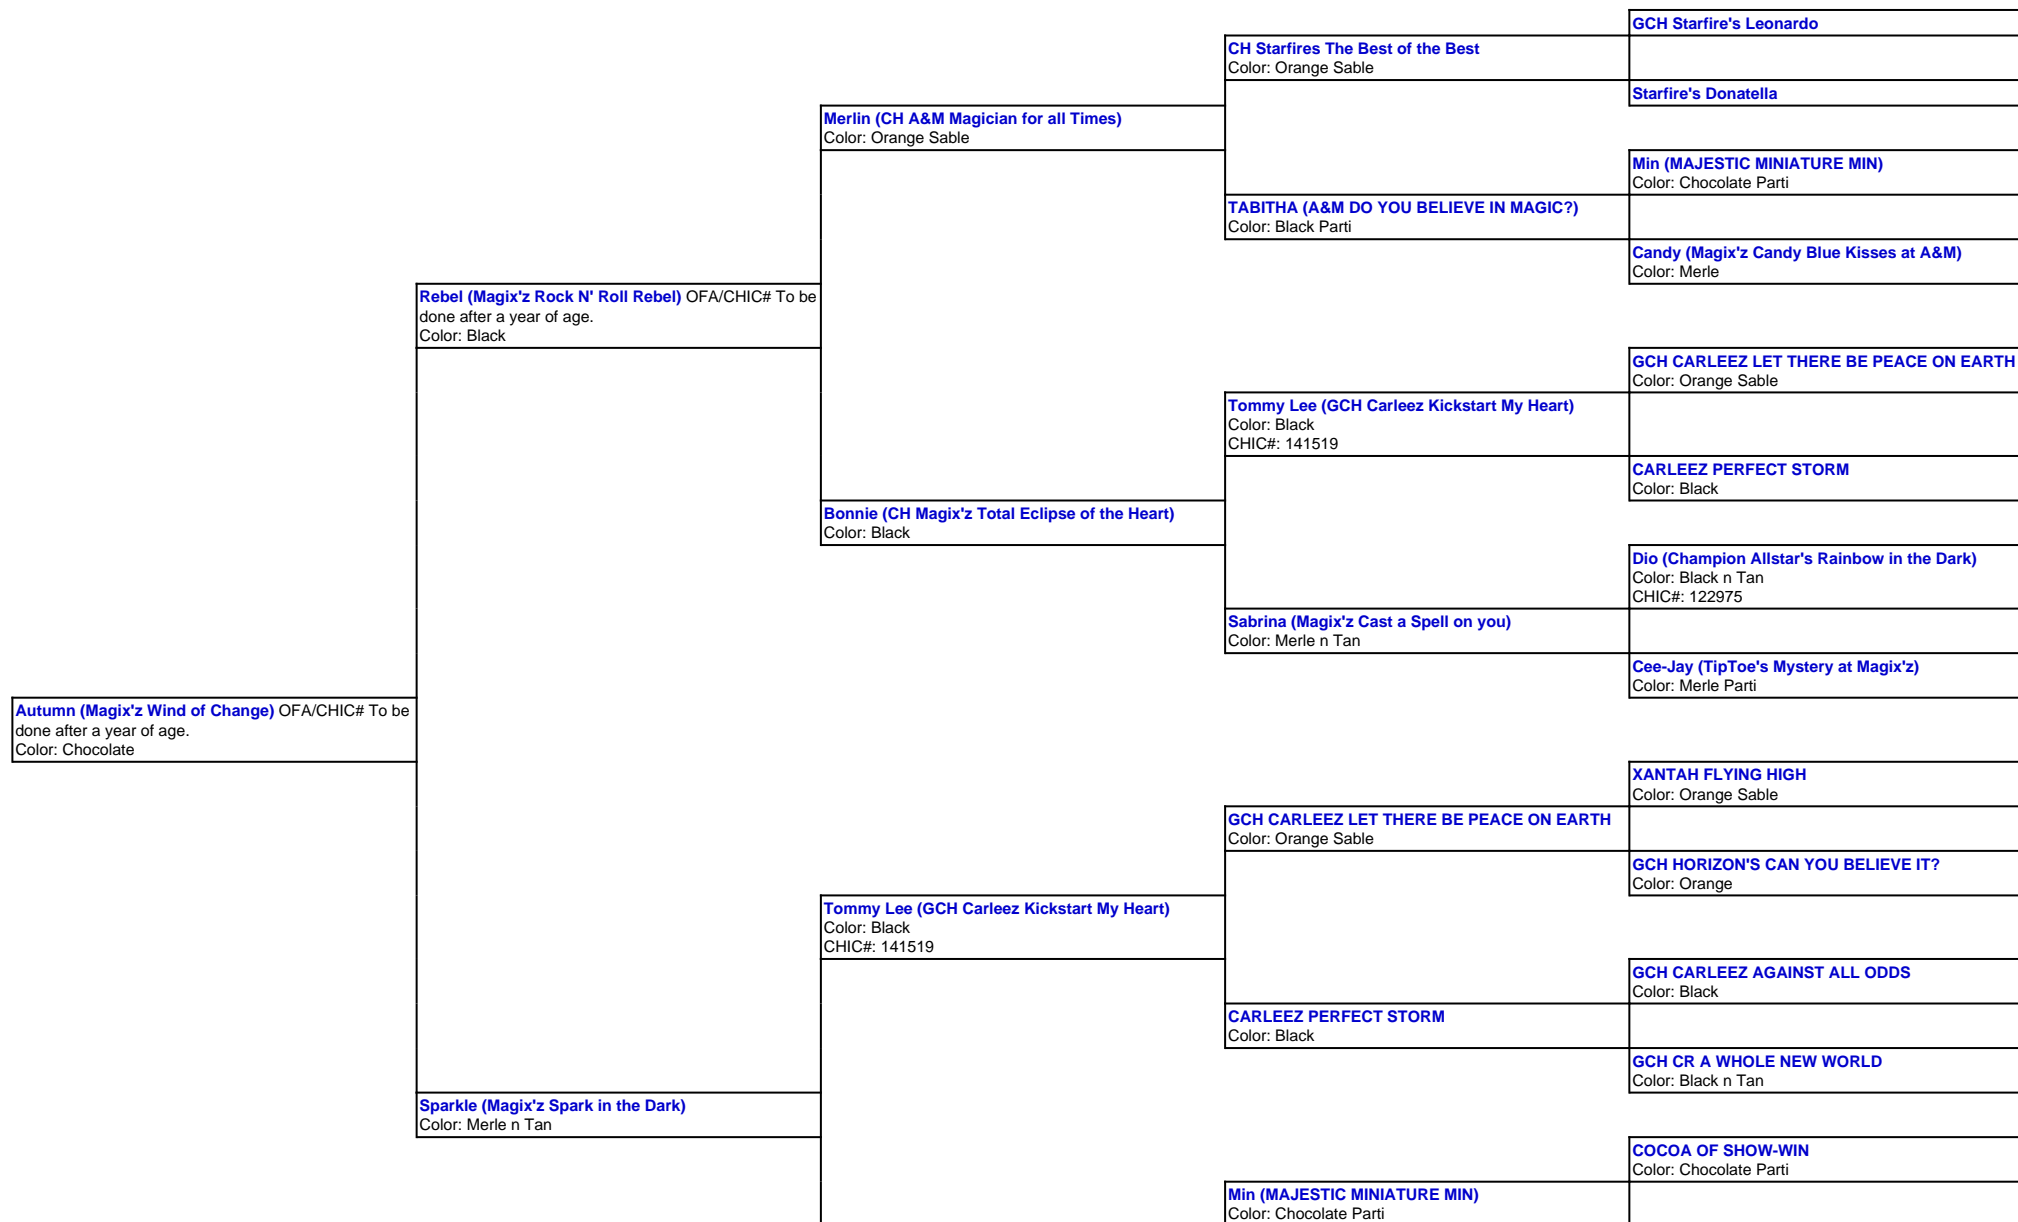 GCH Starfire's Leonardo
CH Starfires The Best of the Best
Color: Orange Sable
Starfire's Donatella
Merlin (CH A&M Magician for all Times)
Color: Orange Sable
Min (MAJESTIC MINIATURE MIN)
Color: Chocolate Parti
TABITHA (A&M DO YOU BELIEVE IN MAGIC?)
Color: Black Parti
Candy (Magix'z Candy Blue Kisses at A&M)
Color: Merle
Rebel (Magix'z Rock N' Roll Rebel) OFA/CHIC# To be
done after a year of age.
Color: Black
GCH CARLEEZ LET THERE BE PEACE ON EARTH
Color: Orange Sable
Tommy Lee (GCH Carleez Kickstart My Heart)
Color: Black
CHIC#: 141519
CARLEEZ PERFECT STORM
Color: Black
Bonnie (CH Magix'z Total Eclipse of the Heart)
Color: Black
Dio (Champion Allstar's Rainbow in the Dark)
Color: Black n Tan
CHIC#: 122975
Sabrina (Magix'z Cast a Spell on you)
Color: Merle n Tan
Cee-Jay (TipToe's Mystery at Magix'z)
Color: Merle Parti
Autumn (Magix'z Wind of Change) OFA/CHIC# To be
done after a year of age.
Color: Chocolate
XANTAH FLYING HIGH
Color: Orange Sable
GCH CARLEEZ LET THERE BE PEACE ON EARTH
Color: Orange Sable
GCH HORIZON'S CAN YOU BELIEVE IT?
Color: Orange
Tommy Lee (GCH Carleez Kickstart My Heart)
Color: Black
CHIC#: 141519
GCH CARLEEZ AGAINST ALL ODDS
Color: Black
CARLEEZ PERFECT STORM
Color: Black
GCH CR A WHOLE NEW WORLD
Color: Black n Tan
Sparkle (Magix'z Spark in the Dark)
Color: Merle n Tan
COCOA OF SHOW-WIN
Color: Chocolate Parti
Min (MAJESTIC MINIATURE MIN)
Color: Chocolate Parti